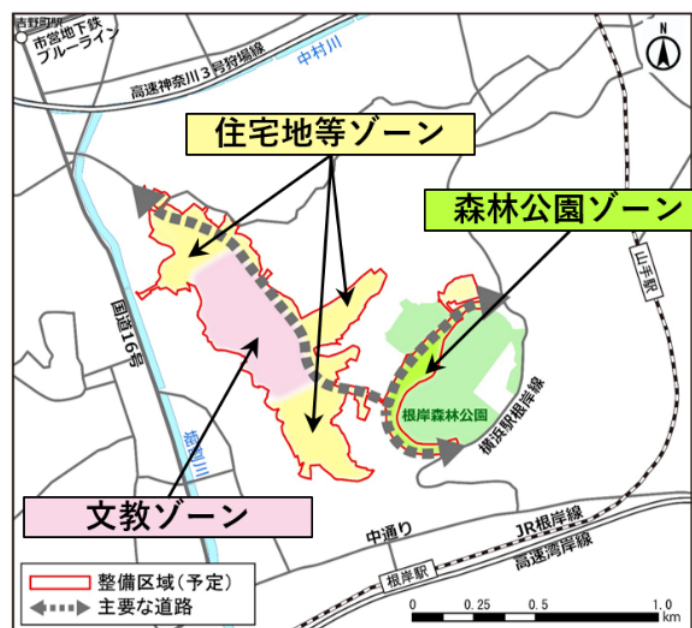 吉野町駅
市営地下鉄
ブルーライン
高速神奈川3号狩場線
中村川
N
住宅地等ゾーン
森林公園ゾーン
山手駅
国道16号
根岸森林公園
横浜駅根岸線
堀割川
文教ゾーン
中通り
JR根岸線
高速湾岸線
根岸駅
整備区域(予定)
主要な道路
0 0.25 0.5 1.0
km